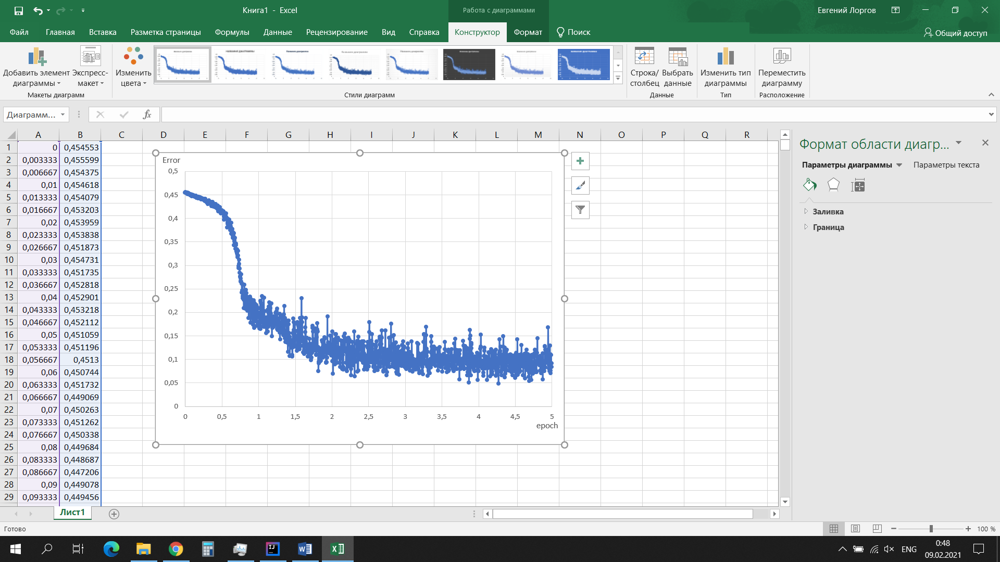 Книга1 - Excel
Работа с диаграммами
Евгений Лоргов
Файл Главная Вставка Разметка страницы Формулы Данные Рецензирование Вид Справка Конструктор Формат Поиск Общий доступ
Добавить элемент диаграммы
Экспресс-макет
Изменить цвета
Строка/столбец
Выбрать данные
Изменить тип диаграммы
Переместить диаграмму
Макеты диаграмм Стили диаграмм Данные Тип Расположение
Диаграмм... fx
A B C D E F G H I J K L M N O P Q R
1 0 0,454553
2 0,003333 0,455599
3 0,006667 0,454375
4 0,01 0,454618
5 0,013333 0,454079
6 0,016667 0,453203
7 0,02 0,453959
8 0,023333 0,453838
9 0,026667 0,451873
10 0,03 0,454731
11 0,033333 0,451735
12 0,036667 0,452818
13 0,04 0,452901
14 0,043333 0,453218
15 0,046667 0,452112
16 0,05 0,451059
17 0,053333 0,451196
18 0,056667 0,4513
19 0,06 0,450744
20 0,063333 0,451732
21 0,066667 0,449069
22 0,07 0,450263
23 0,073333 0,451262
24 0,076667 0,450338
25 0,08 0,449684
26 0,083333 0,448687
27 0,086667 0,447206
28 0,09 0,449078
29 0,093333 0,449456
Error
0,5
0,45
0,4
0,35
0,3
0,25
0,2
0,15
0,1
0,05
0
0 0,5 1 1,5 2 2,5 3 3,5 4 4,5 5
epoch
Формат области диагр...
Параметры диаграммы Параметры текста
Заливка
Граница
Лист1
Готово
100 %
IJ
W
X
ENG
0:48
09.02.2021